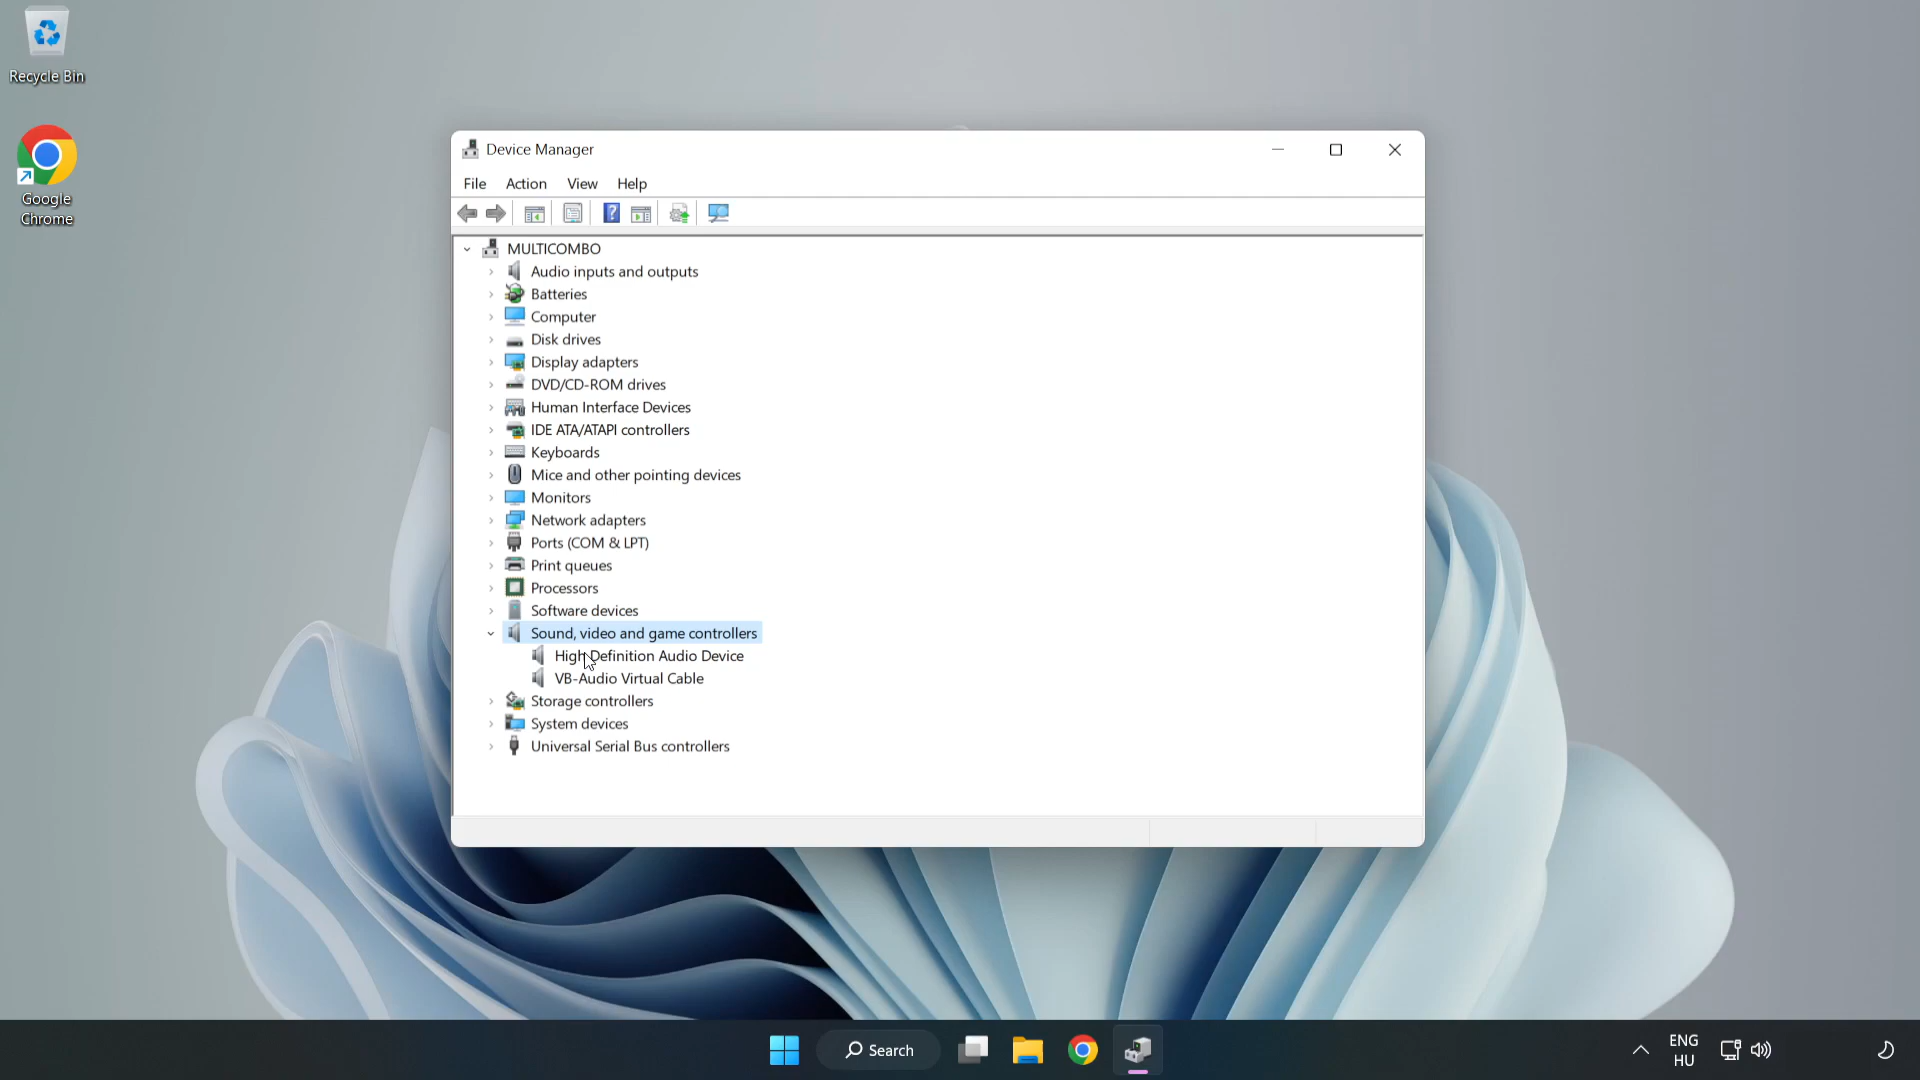 Recycle Bin
Google
Chrome
Device Manager
File Action View Help
MULTICOMBO
Audio inputs and outputs
Batteries
Computer
Disk drives
Display adapters
DVD/CD-ROM drives
Human Interface Devices
IDE ATA/ATAPI controllers
Keyboards
Mice and other pointing devices
Monitors
Network adapters
Ports (COM & LPT)
Print queues
Processors
Software devices
Sound, video and game controllers
High Definition Audio Device
VB-Audio Virtual Cable
Storage controllers
System devices
Universal Serial Bus controllers
Search
ENG
HU